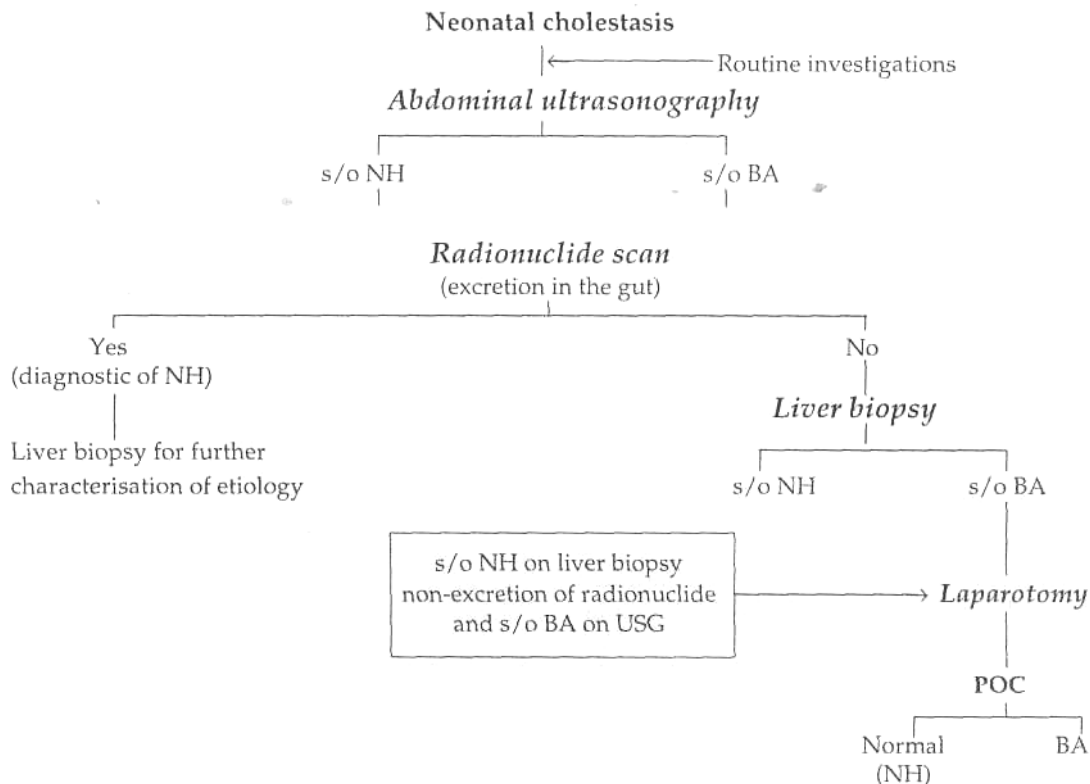 Neonatal cholestasis
Routine investigations
Abdominal ultrasonography
s/o NH
s/o BA
Radionuclide scan
(excretion in the gut)
Yes
(diagnostic of NH)
No
Liver biopsy for further
characterisation of etiology
Liver biopsy
s/o NH
s/o BA
s/o NH on liver biopsy
non-excretion of radionuclide
and s/o BA on USG
Laparotomy
POC
Normal
(NH)
BA